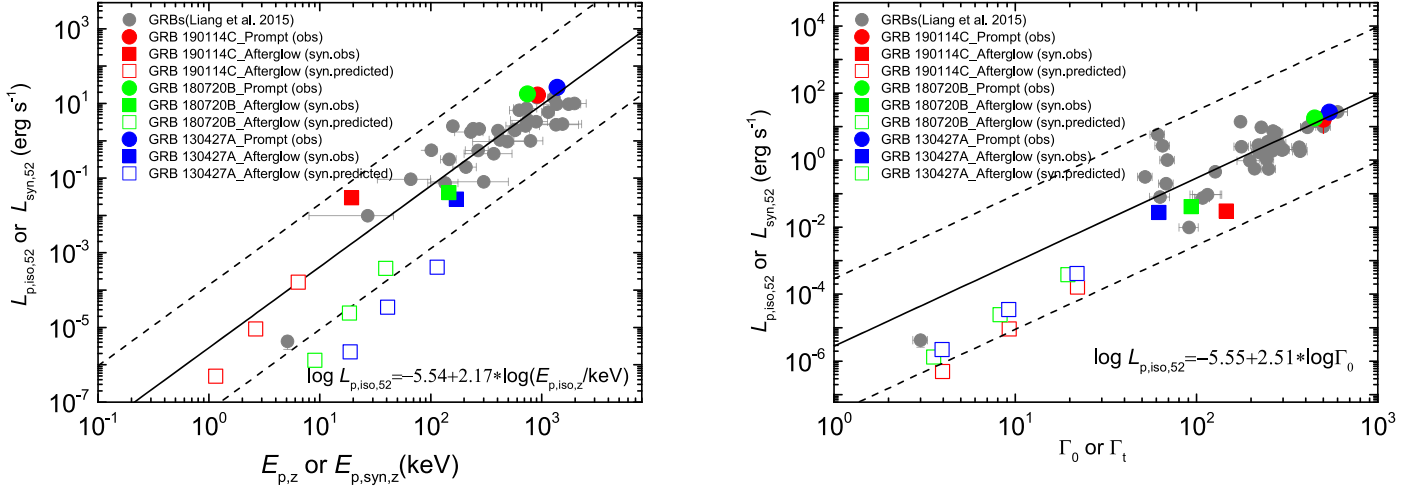 10^5
10^3
10^1
10^-1
10^-3
10^-5
10^-7
L_p,iso,52 or L_syn,52 (erg s^-1)
GRBs(Liang et al. 2015)
GRB 190114C_Prompt (obs)
GRB 190114C_Afterglow (syn.obs)
GRB 190114C_Afterglow (syn.predicted)
GRB 180720B_Prompt (obs)
GRB 180720B_Afterglow (syn.obs)
GRB 180720B_Afterglow (syn.predicted)
GRB 130427A_Prompt (obs)
GRB 130427A_Afterglow (syn.obs)
GRB 130427A_Afterglow (syn.predicted)
log L_p,iso,52=−5.54+2.17*log(E_p,iso,z/keV)
10^-1 10^0 10^1 10^2 10^3
E_p,z or E_p,syn,z(keV)
10^4
10^2
10^0
10^-2
10^-4
10^-6
L_p,iso,52 or L_syn,52 (erg s^-1)
GRBs(Liang et al. 2015)
GRB 190114C_Prompt (obs)
GRB 190114C_Afterglow (syn.obs)
GRB 190114C_Afterglow (syn.predicted)
GRB 180720B_Prompt (obs)
GRB 180720B_Afterglow (syn.obs)
GRB 190114C_Afterglow (syn.predicted)
GRB 130427A_Prompt (obs)
GRB 130427A_Afterglow (syn.obs)
GRB 130427A_Afterglow (syn.predicted)
log L_p,iso,52=−5.55+2.51*logΓ_0
10^0 10^1 10^2 10^3
Γ_0 or Γ_t